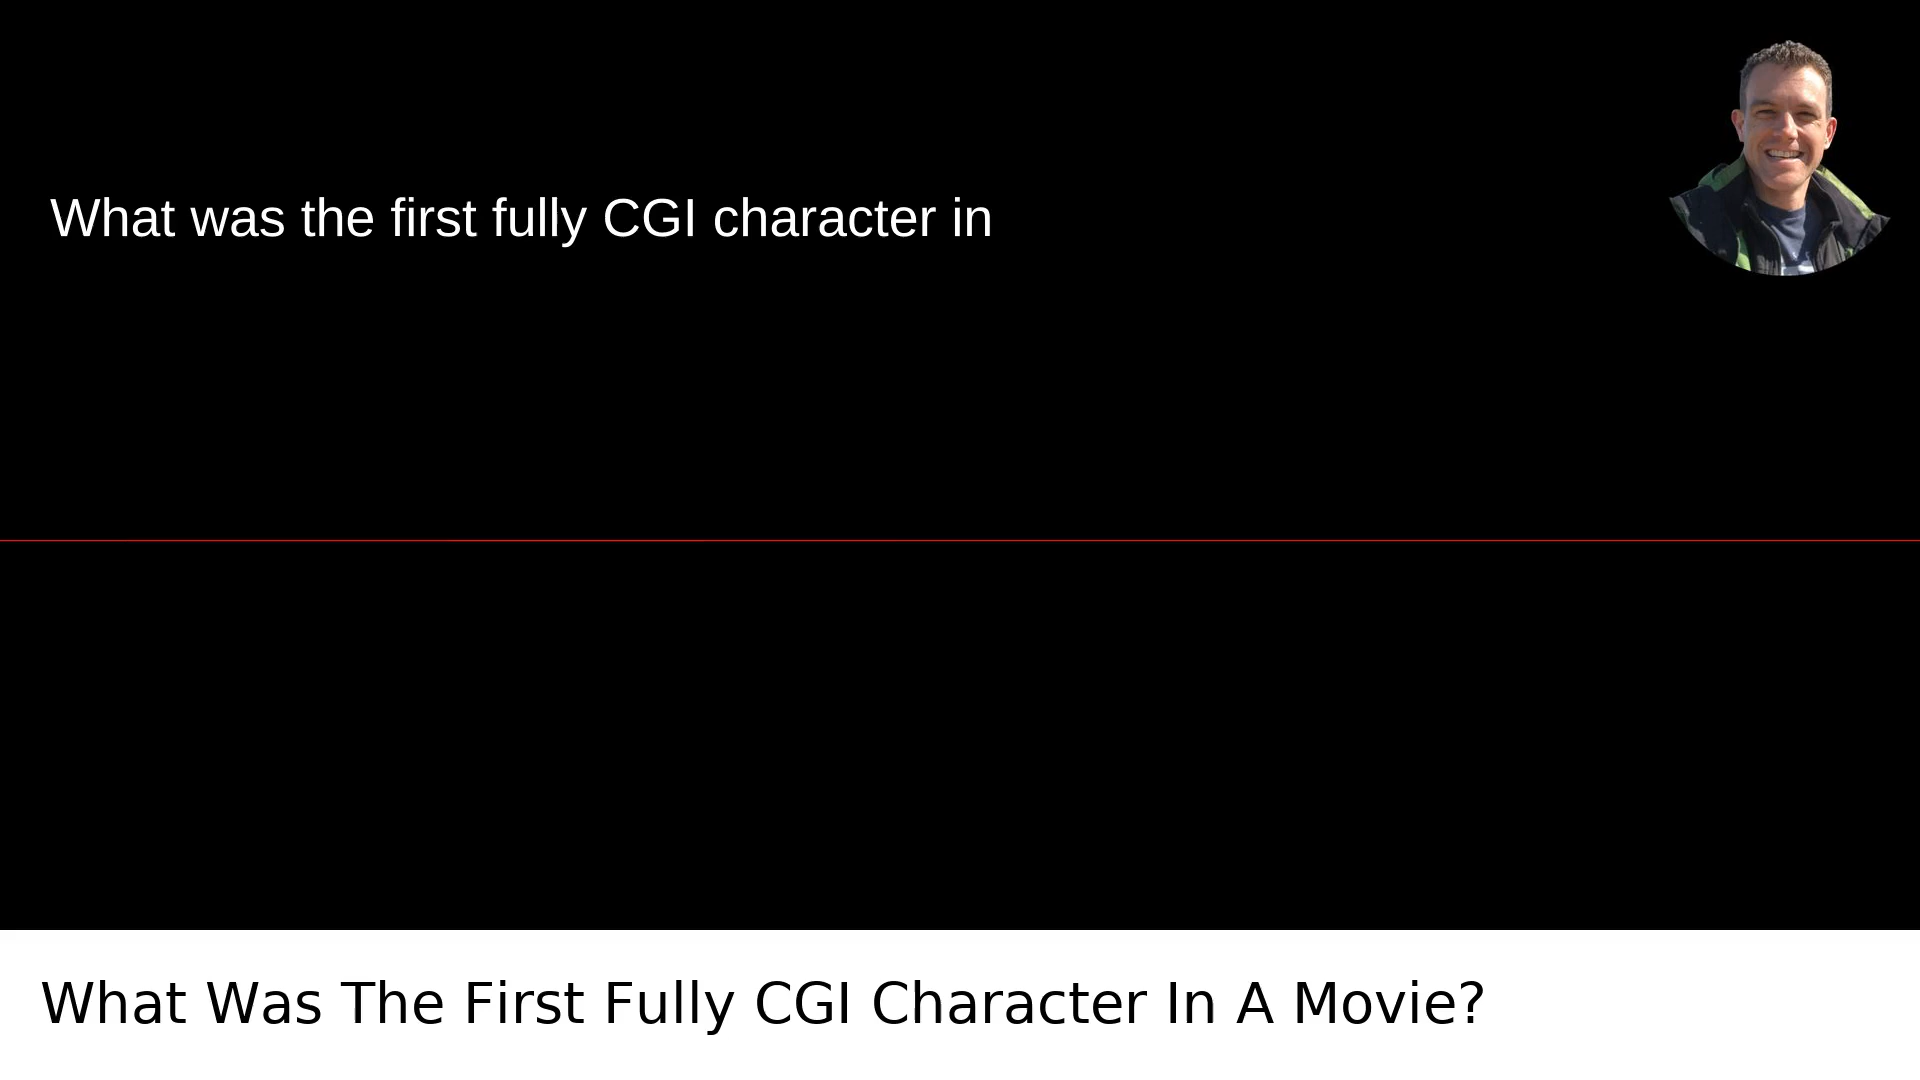 What was the first fully CGI character in
What Was The First Fully CGI Character In A Movie?